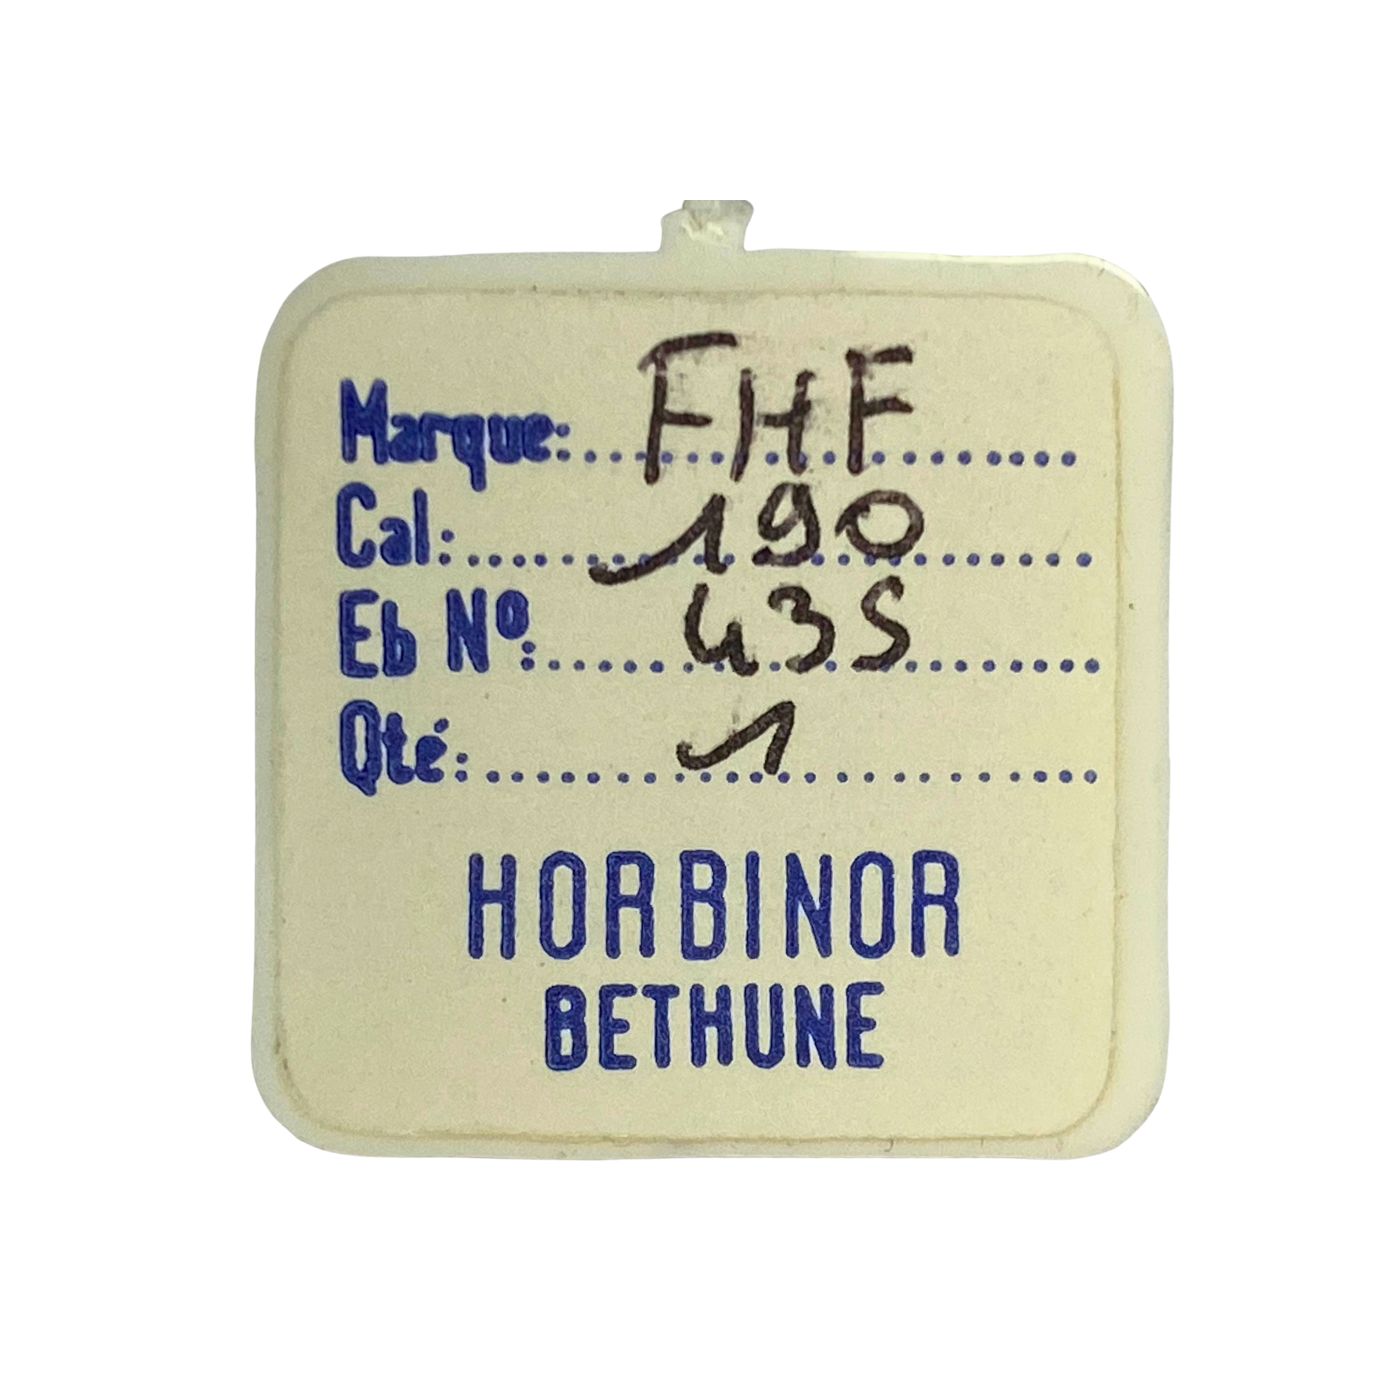 Marque: FHF
Cal: 190
Eb Nº: 435
Qté: 1
HORBINOR
BETHUNE